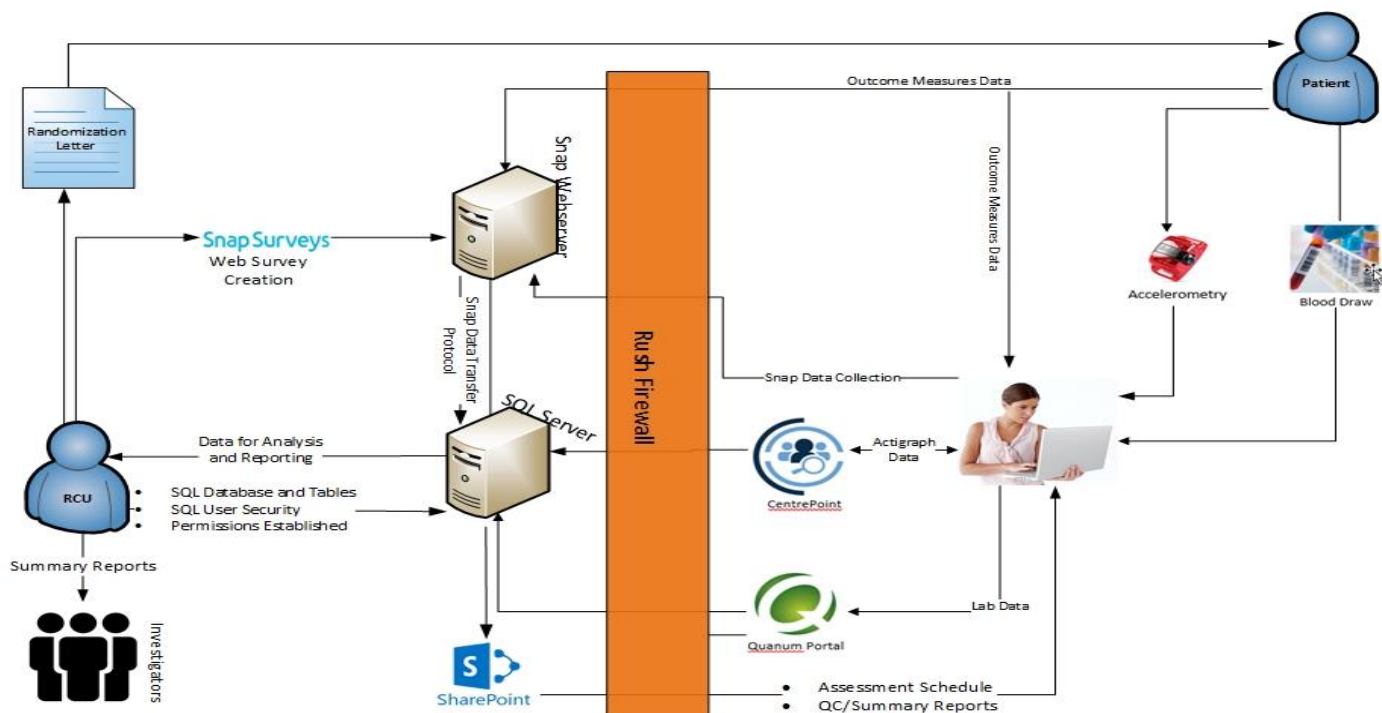 Patient
Outcome Measures Data
Randomization
Letter
Snap Webserver
Outcome Measures Data
SnapSurveys
Web Survey
Creation
Accelerometry
Blood Draw
Snap Data Transfer
Protocol
Rush Firewall
Snap Data Collection
SQL Server
Data for Analysis
and Reporting
Actigraph
Data
RCU
• SQL Database and Tables
• SQL User Security
• Permissions Established
CentrePoint
Summary Reports
Lab Data
Investigators
Quanum Portal
S
SharePoint
• Assessment Schedule
• QC/Summary Reports